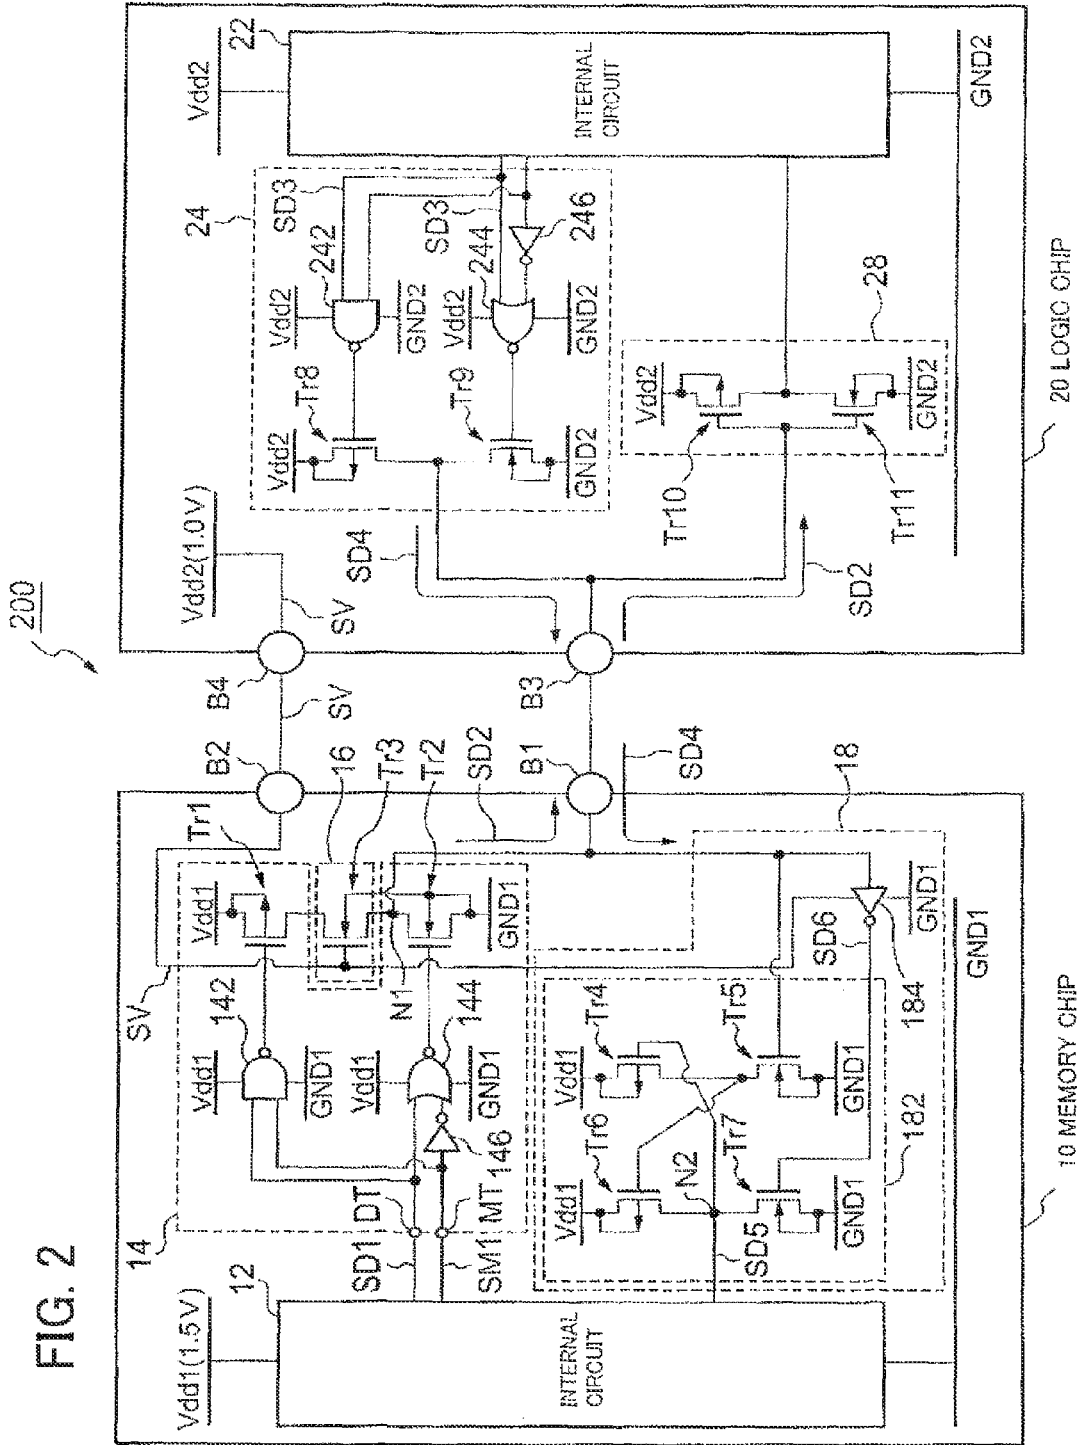 FIG. 2
200
Vdd1(1.5V)
12
INTERNAL
CIRCUIT
14
SD1
DT
SM1
MT
146
SV
142
Vdd1
GND1
Vdd1
144
GND1
N1
Vdd1
Tr1
16
Tr3
Tr2
GND1
SD2
B2
B1
SD4
18
Vdd1
Tr6
Vdd1
Tr4
N2
Tr7
Tr5
SD5
GND1
GND1
182
SD6
184
GND1
GND1
10 MEMORY CHIP
SV
B4
B3
Vdd2(1.0V)
SV
SD4
SD2
24
Vdd2
Tr8
Vdd2
242
SD3
GND2
Tr9
Vdd2
244
SD3
GND2
GND2
246
Vdd2
22
INTERNAL
CIRCUIT
Tr10
Vdd2
28
Tr11
GND2
GND2
20 LOGIC CHIP